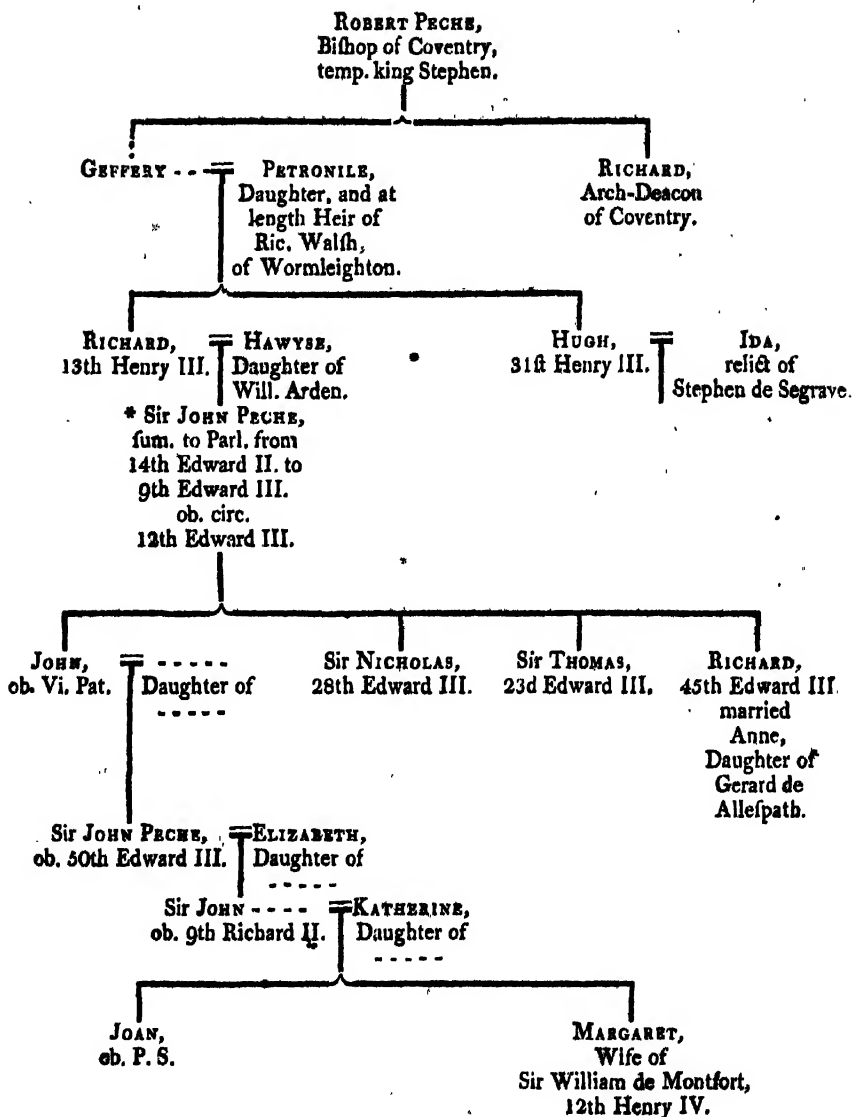 ROBERT PECHE,
Biſhop of Coventry,
temp. king Stephen.
GEFFERY - - =
PETRONILE,
Daughter, and at
length Heir of
Ric. Walſh,
of Wormleighton.
RICHARD,
Arch-Deacon
of Coventry.
RICHARD,
13th Henry III.
= HAWYSE,
Daughter of
Will. Arden.
HUGH,
31ſt Henry III.
=
IDA,
relict of
Stephen de Segrave.
* Sir JOHN PECHE,
ſum. to Parl. from
14th Edward II. to
9th Edward III.
ob. circ.
12th Edward III.
JOHN,
ob. Vi. Pat.
= - - - - -
Daughter of
- - - - -
Sir NICHOLAS,
28th Edward III.
Sir THOMAS,
23d Edward III.
RICHARD,
45th Edward III.
married
Anne,
Daughter of
Gerard de
Alleſpath.
Sir JOHN PECHE,
ob. 50th Edward III.
= ELIZABETH,
Daughter of
- - - - -
Sir JOHN - - - -
ob. 9th Richard II.
= KATHERINE,
Daughter of
- - - - -
JOAN,
ob. P. S.
MARGARET,
Wife of
Sir William de Montfort,
12th Henry IV.